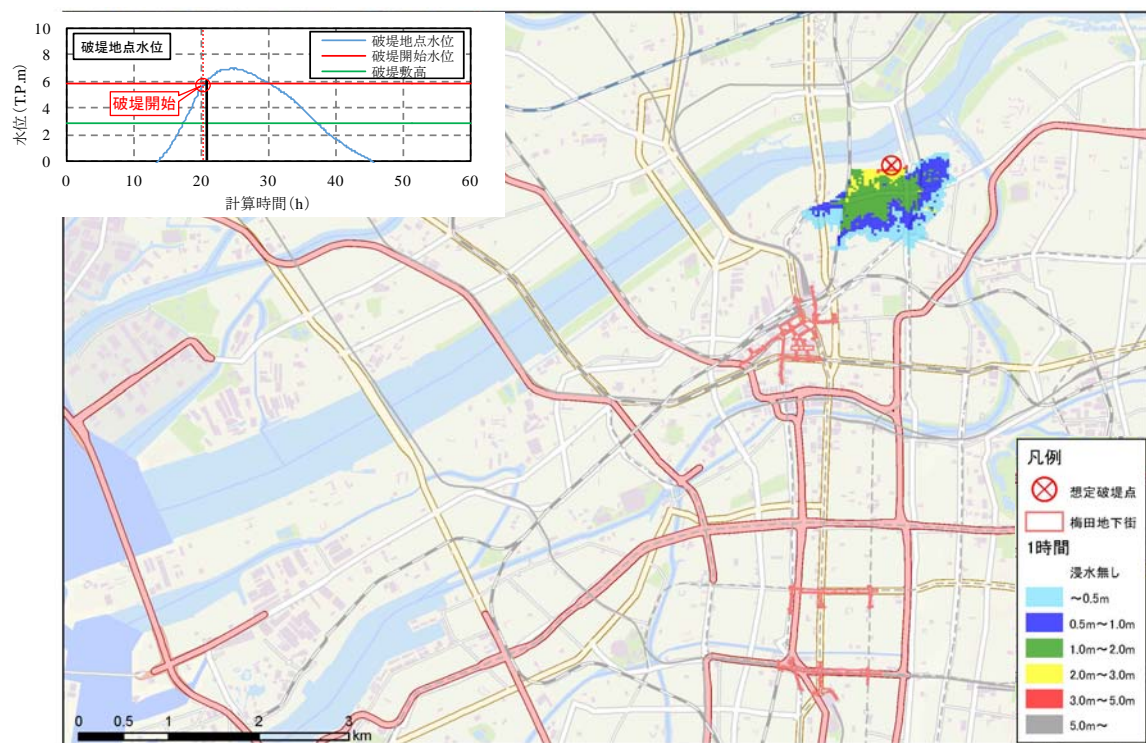 破堤地点水位
破堤地点水位
破堤開始水位
破堤敷高
破堤開始
水位(T.P.m)
10
8
6
4
2
0
0 10 20 30 40 50 60
計算時間(h)
凡例
想定破堤点
梅田地下街
1時間
浸水無し
～0.5m
0.5m～1.0m
1.0m～2.0m
2.0m～3.0m
3.0m～5.0m
5.0m～
0 0.5 1 2 3
km